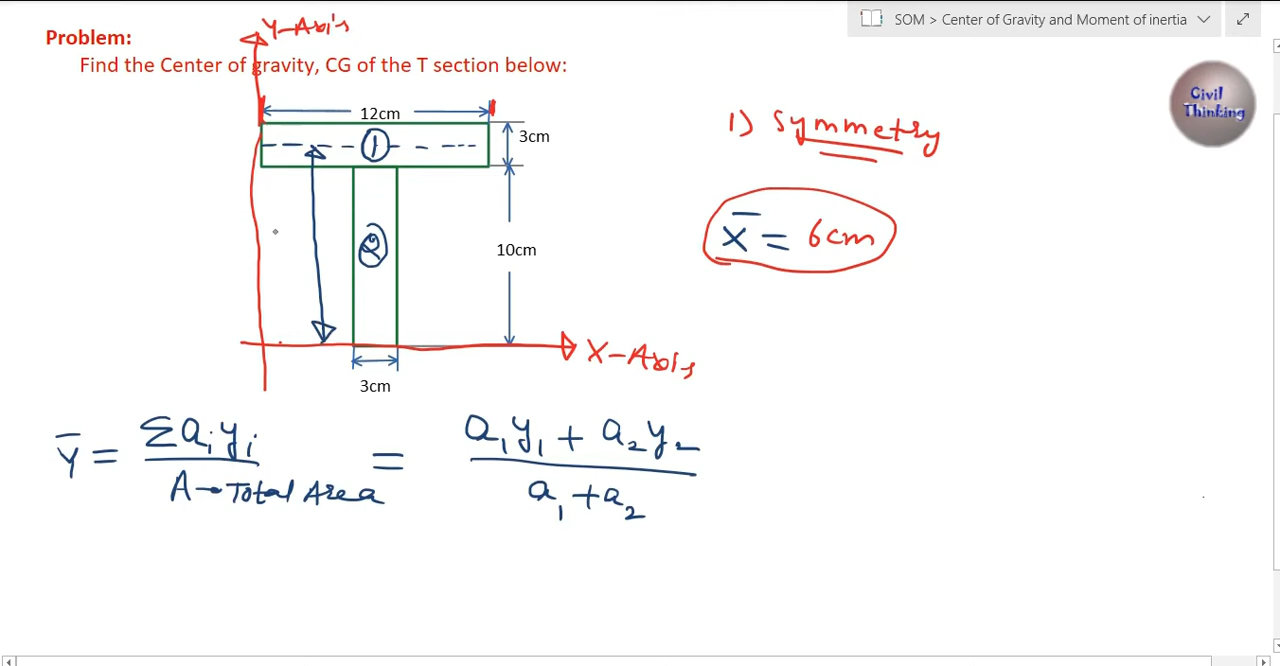 SOM > Center of Gravity and Moment of inertia
Y-Axis
Problem:
Find the Center of gravity, CG of the T section below:
Civil
Thinking
12cm
1) Symmetry
3cm
1
x̄ = 6cm
2
10cm
X-Axis
3cm
Ȳ = Σaᵢyᵢ / A→Total Area = a₁y₁ + a₂y₂ / a₁+a₂